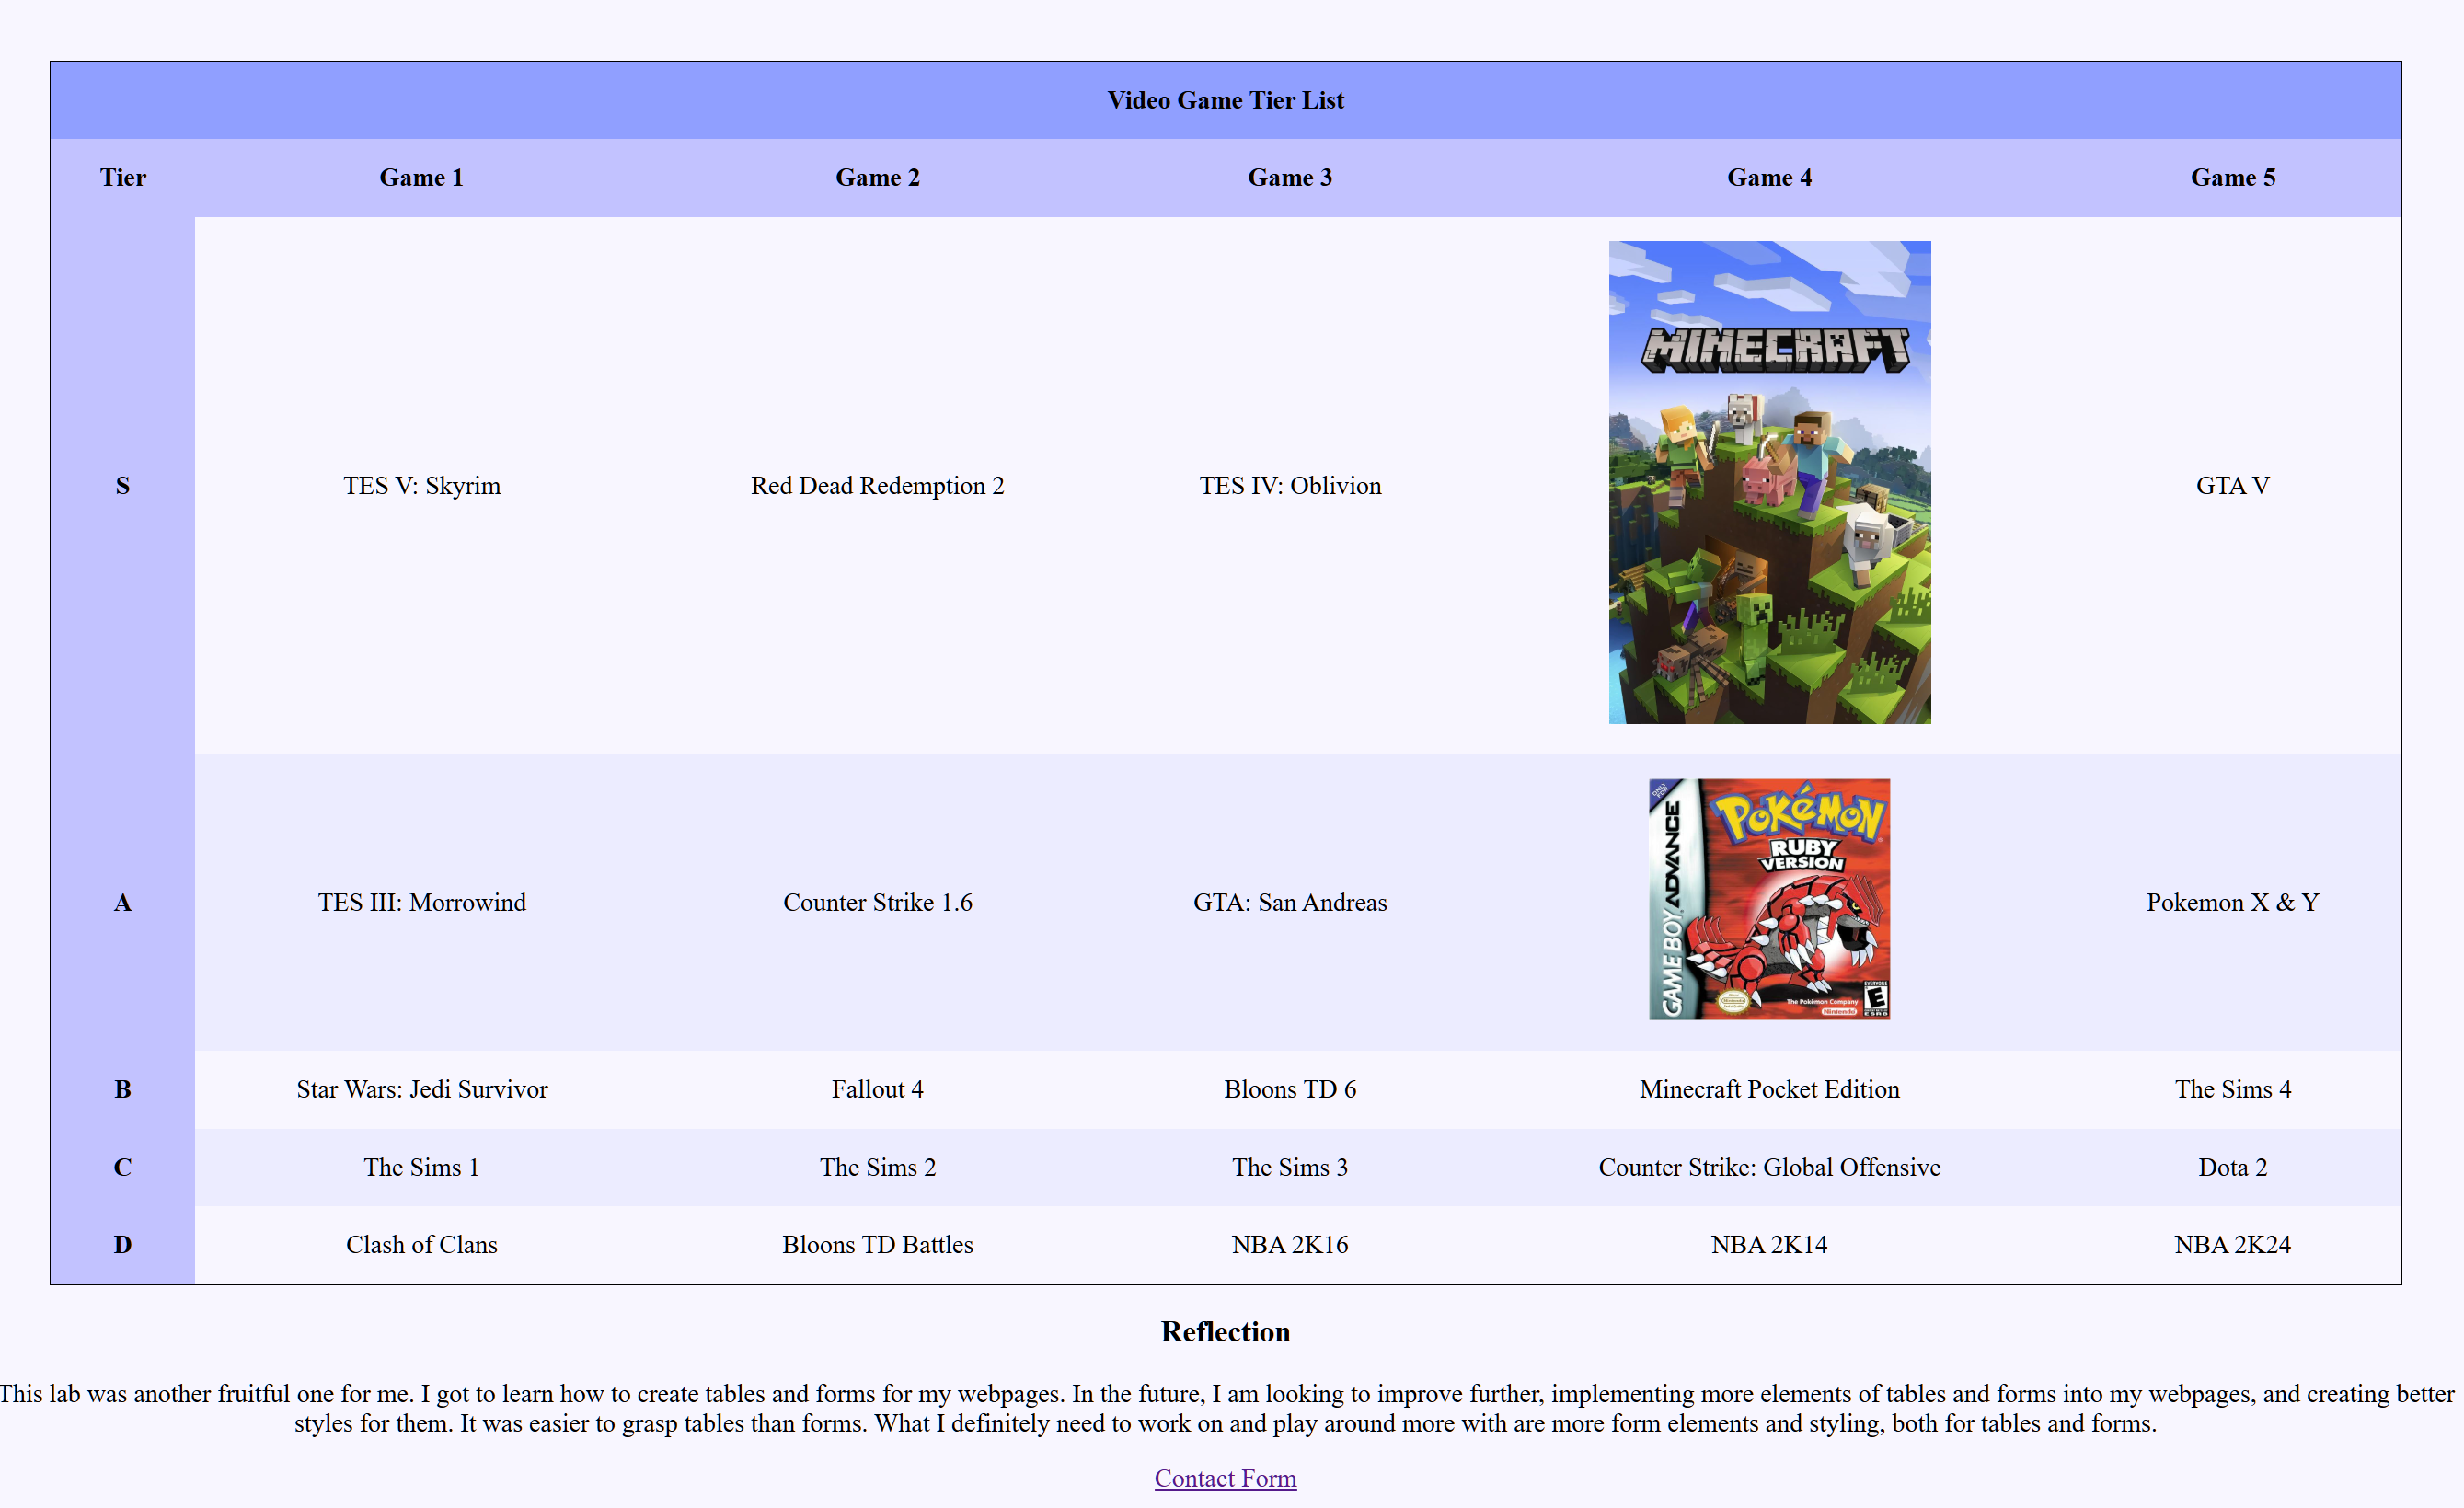 Video Game Tier List
Tier Game 1 Game 2 Game 3 Game 4 Game 5
MINECRAFT
S TES V: Skyrim Red Dead Redemption 2 TES IV: Oblivion GTA V
ONLY FOR
POKéMON
RUBY
VERSION
GAME BOY ADVANCE
A TES III: Morrowind Counter Strike 1.6 GTA: San Andreas Pokemon X & Y
EVERYONE
E
ESRB
The Pokémon Company
Nintendo
B Star Wars: Jedi Survivor Fallout 4 Bloons TD 6 Minecraft Pocket Edition The Sims 4
C The Sims 1 The Sims 2 The Sims 3 Counter Strike: Global Offensive Dota 2
D Clash of Clans Bloons TD Battles NBA 2K16 NBA 2K14 NBA 2K24
Reflection
This lab was another fruitful one for me. I got to learn how to create tables and forms for my webpages. In the future, I am looking to improve further, implementing more elements of tables and forms into my webpages, and creating better
styles for them. It was easier to grasp tables than forms. What I definitely need to work on and play around more with are more form elements and styling, both for tables and forms.
Contact Form